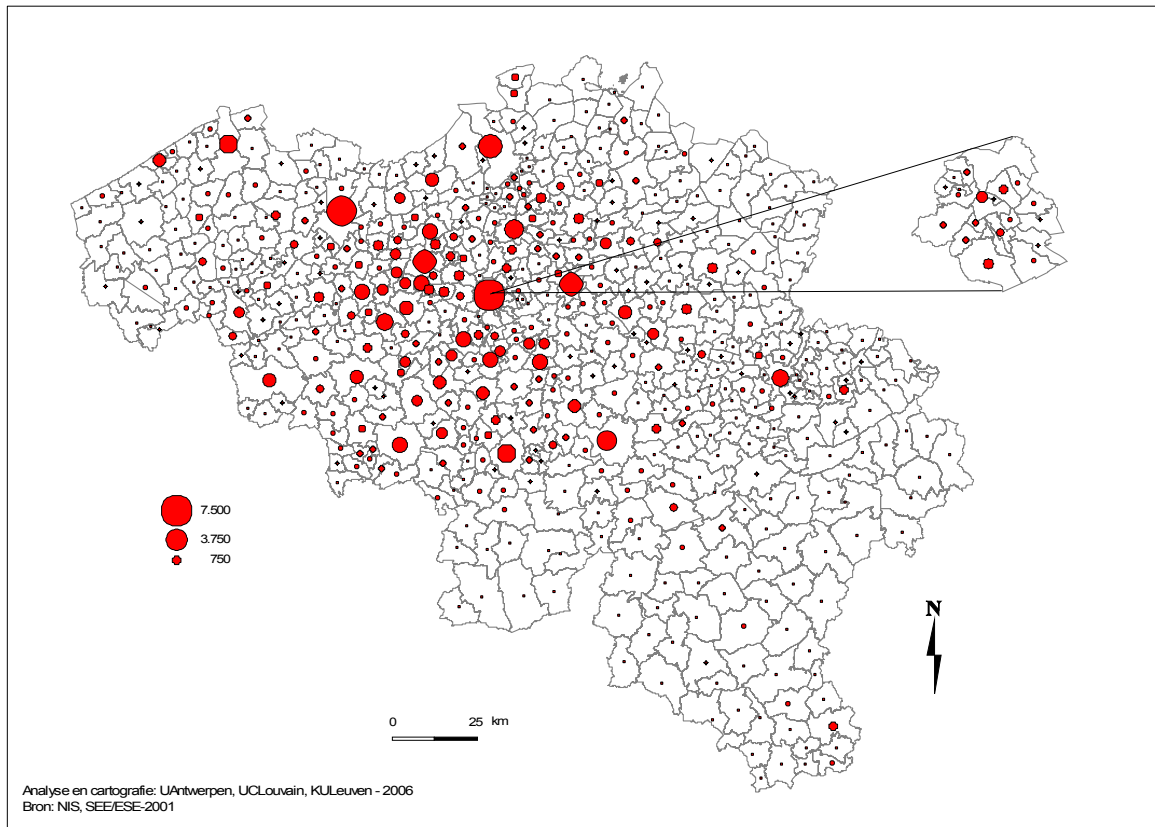 7.500
3.750
750
N
0 25 km
Analyse en cartografie: UAntwerpen, UCLouvain, KULeuven - 2006
Bron: NIS, SEE/ESE-2001